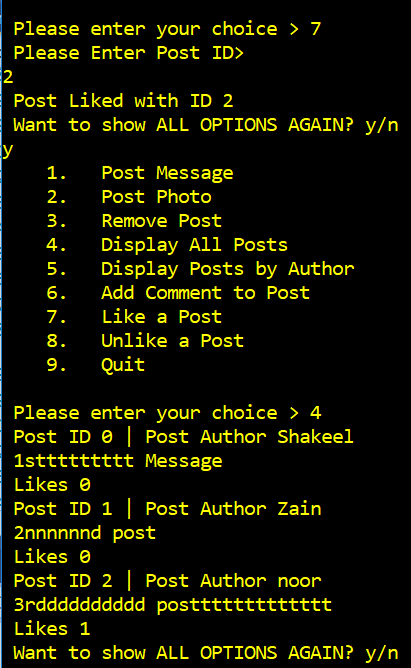 Please enter your choice > 7
Please Enter Post ID>
2
Post Liked with ID 2
Want to show ALL OPTIONS AGAIN? y/n
y
1. Post Message
2. Post Photo
3. Remove Post
4. Display All Posts
5. Display Posts by Author
6. Add Comment to Post
7. Like a Post
8. Unlike a Post
9. Quit
Please enter your choice > 4
Post ID 0 | Post Author Shakeel
1sttttttttt Message
Likes 0
Post ID 1 | Post Author Zain
2nnnnnnd post
Likes 0
Post ID 2 | Post Author noor
3rdddddddddd posttttttttttttt
Likes 1
Want to show ALL OPTIONS AGAIN? y/n